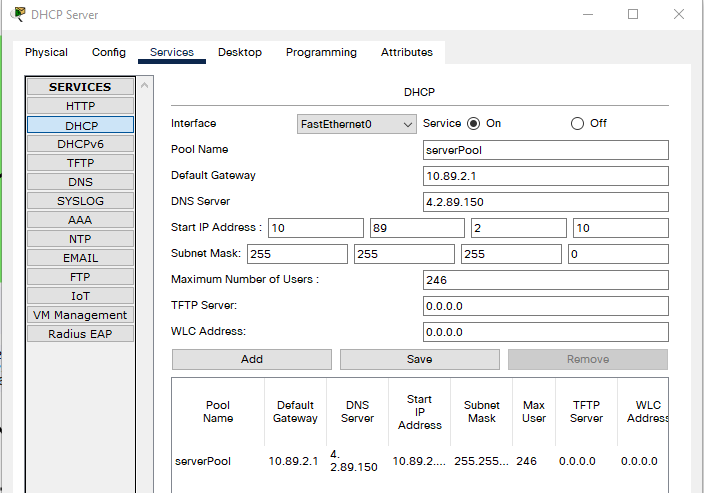 DHCP Server
Physical Config Services Desktop Programming Attributes
SERVICES
HTTP
DHCP
DHCPv6
TFTP
DNS
SYSLOG
AAA
NTP
EMAIL
FTP
IoT
VM Management
Radius EAP
DHCP
Interface FastEthernet0 Service On Off
Pool Name serverPool
Default Gateway 10.89.2.1
DNS Server 4.2.89.150
Start IP Address : 10 89 2 10
Subnet Mask: 255 255 255 0
Maximum Number of Users : 246
TFTP Server: 0.0.0.0
WLC Address: 0.0.0.0
Add Save Remove
Pool Name Default Gateway DNS Server Start IP Address Subnet Mask Max User TFTP Server WLC Address
serverPool 10.89.2.1 4.2.89.150 10.89.2.... 255.255... 246 0.0.0.0 0.0.0.0